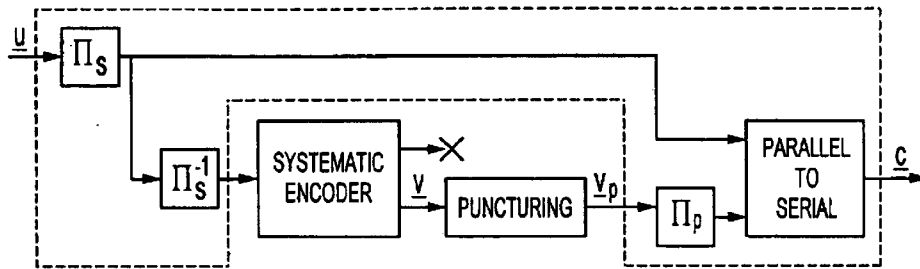 u
Π_S
Π_S^-1
SYSTEMATIC
ENCODER
v
PUNCTURING
v_p
Π_p
PARALLEL
TO
SERIAL
c